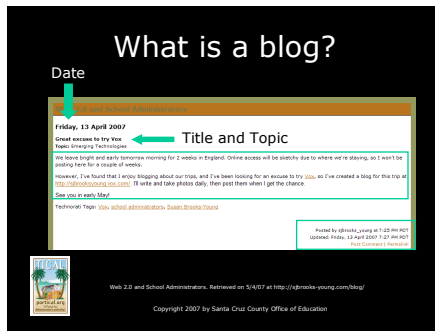 What is a blog?
Date
Web 2.0 and School Administrators
Friday, 13 April 2007
Great excuse to try Vox
Title and Topic
Topic: Emerging Technologies
We leave bright and early tomorrow morning for 2 weeks in England. Online access will be sketchy due to where we're staying, so I won't be
posting here for a couple of weeks.
However, I've found that I enjoy blogging about our trips, and I've been looking for an excuse to try Vox, so I've created a blog for this trip at
http://sjbrooksyoung.vox.com/ I'll write and take photos daily, then post them when I get the chance.
See you in early May!
Technorati Tags: Vox, school administrators, Susan Brooks-Young
Posted by sjbrooks_young at 7:25 PM PDT
Updated: Friday, 13 April 2007 7:27 PM PDT
Post Comment | Permalink
TICAL
portical.org
Web 2.0 and School Administrators. Retrieved on 5/4/07 at http://sjbrooks-young.com/blog/
Copyright 2007 by Santa Cruz County Office of Education